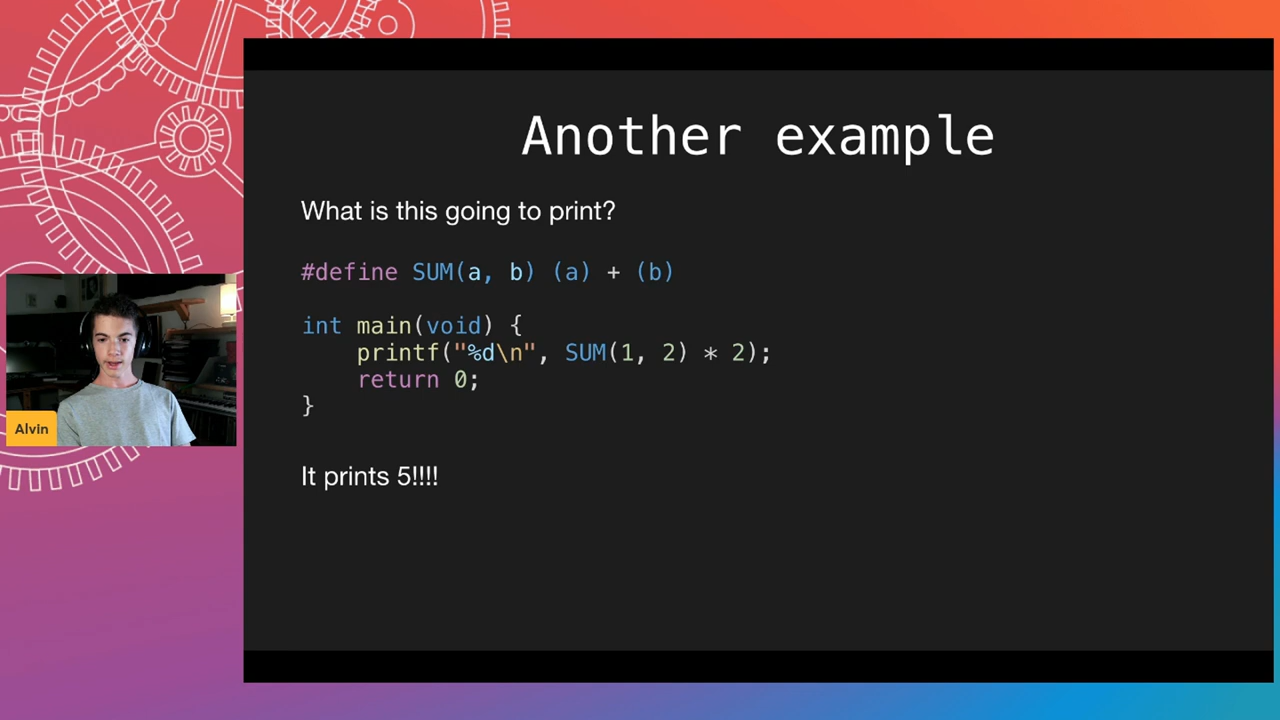 Another example
What is this going to print?
#define SUM(a, b) (a) + (b)
int main(void) {
    printf("%d\n", SUM(1, 2) * 2);
    return 0;
}
It prints 5!!!!
Alvin